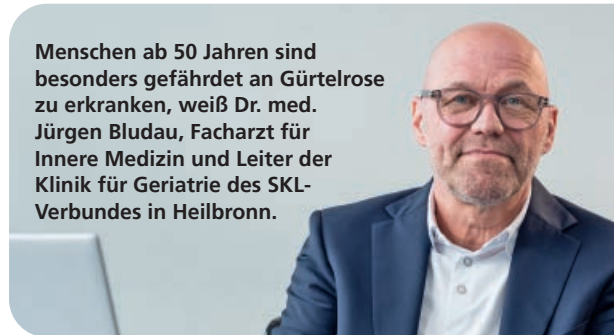 Menschen ab 50 Jahren sind
besonders gefährdet an Gürtelrose
zu erkranken, weiß Dr. med.
Jürgen Bludau, Facharzt für
Innere Medizin und Leiter der
Klinik für Geriatrie des SKL-
Verbundes in Heilbronn.